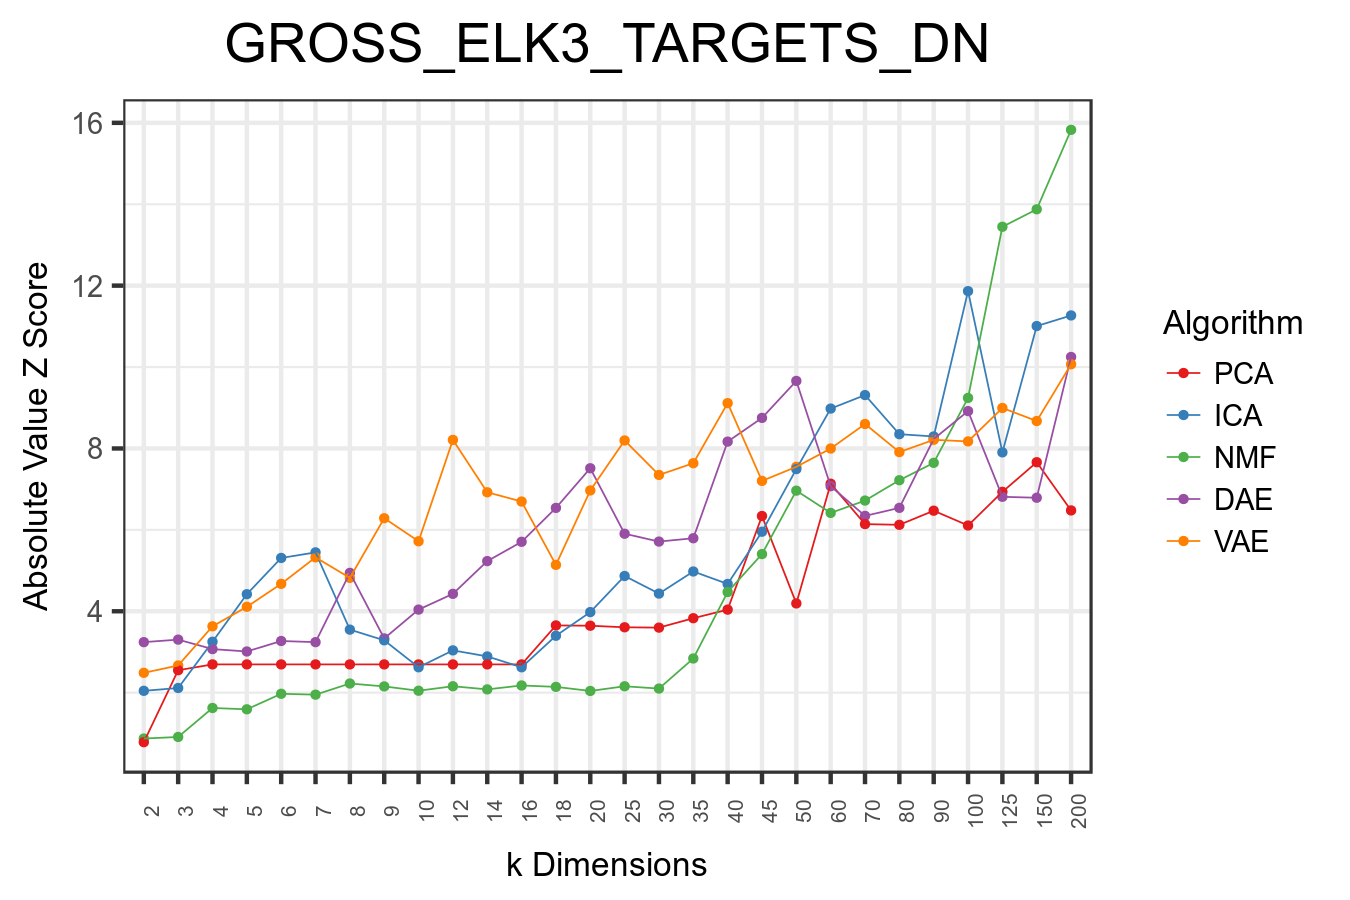 GROSS_ELK3_TARGETS_DN
Absolute Value Z Score
16
12
8
4
2 3 4 5 6 7 8 9 10 12 14 16 18 20 25 30 35 40 45 50 60 70 80 90 100 125 150 200
k Dimensions
Algorithm
PCA
ICA
NMF
DAE
VAE